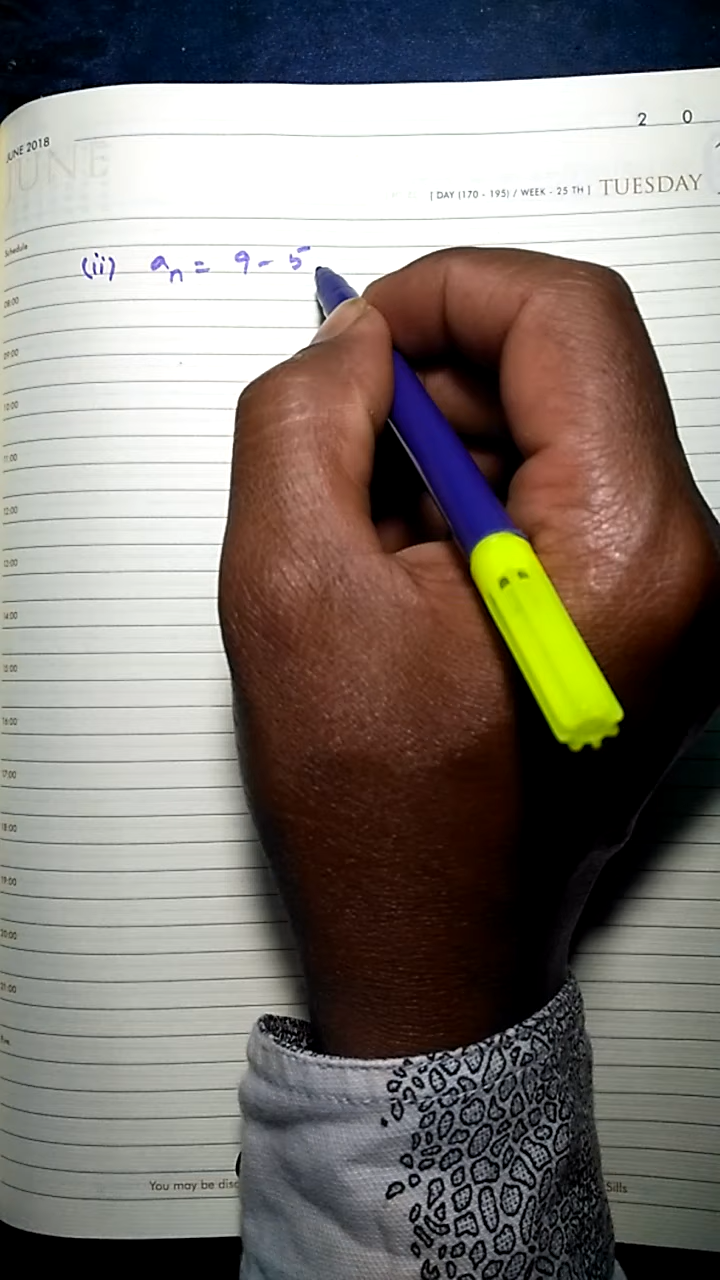 2 0
JUNE 2018
JUNE
[ DAY (170 - 195) / WEEK - 25 TH ] TUESDAY
Schedule
(ii) aₙ = 9 - 5
08:00
09:00
10:00
11:00
12:00
13:00
14:00
15:00
16:00
17:00
18:00
19:00
20:00
21:00
You may be